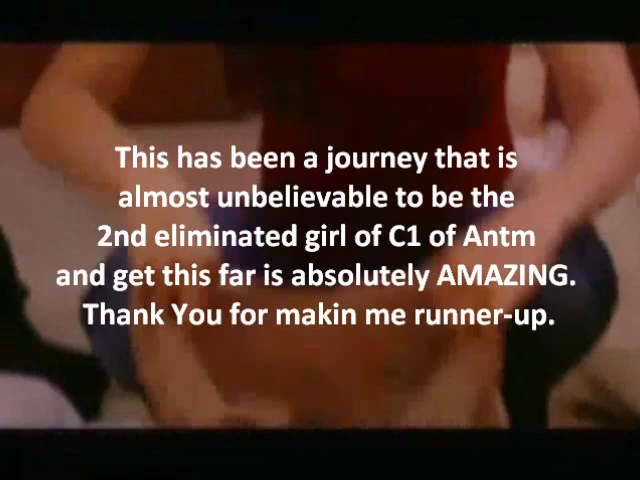 This has been a journey that is
almost unbelievable to be the
2nd eliminated girl of C1 of Antm
and get this far is absolutely AMAZING.
Thank You for makin me runner-up.